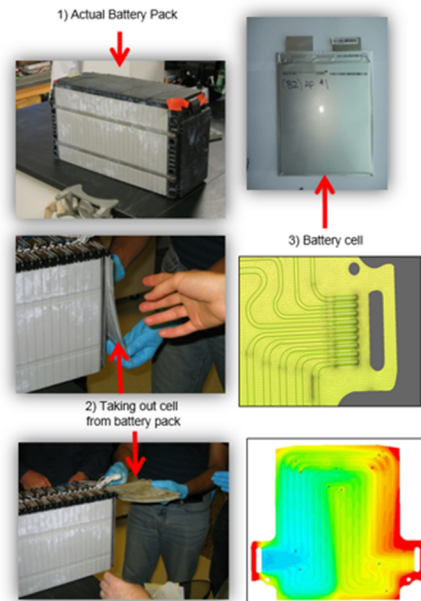 1) Actual Battery Pack
3) Battery cell
2) Taking out cell
from battery pack